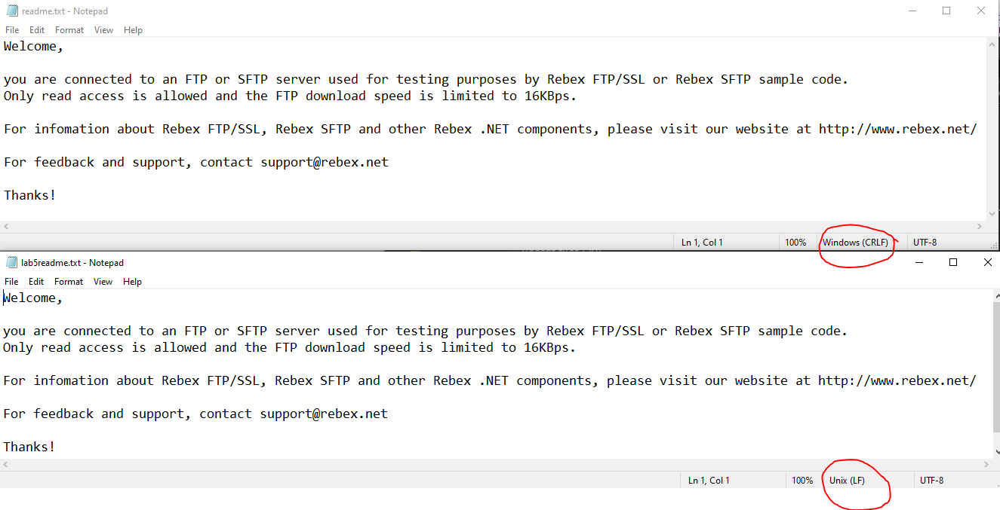 readme.txt - Notepad
File Edit Format View Help
Welcome,
you are connected to an FTP or SFTP server used for testing purposes by Rebex FTP/SSL or Rebex SFTP sample code.
Only read access is allowed and the FTP download speed is limited to 16KBps.
For infomation about Rebex FTP/SSL, Rebex SFTP and other Rebex .NET components, please visit our website at http://www.rebex.net/
For feedback and support, contact support@rebex.net
Thanks!
Ln 1, Col 1 100% Windows (CRLF) UTF-8
lab5readme.txt - Notepad
File Edit Format View Help
Welcome,
you are connected to an FTP or SFTP server used for testing purposes by Rebex FTP/SSL or Rebex SFTP sample code.
Only read access is allowed and the FTP download speed is limited to 16KBps.
For infomation about Rebex FTP/SSL, Rebex SFTP and other Rebex .NET components, please visit our website at http://www.rebex.net/
For feedback and support, contact support@rebex.net
Thanks!
Ln 1, Col 1 100% Unix (LF) UTF-8